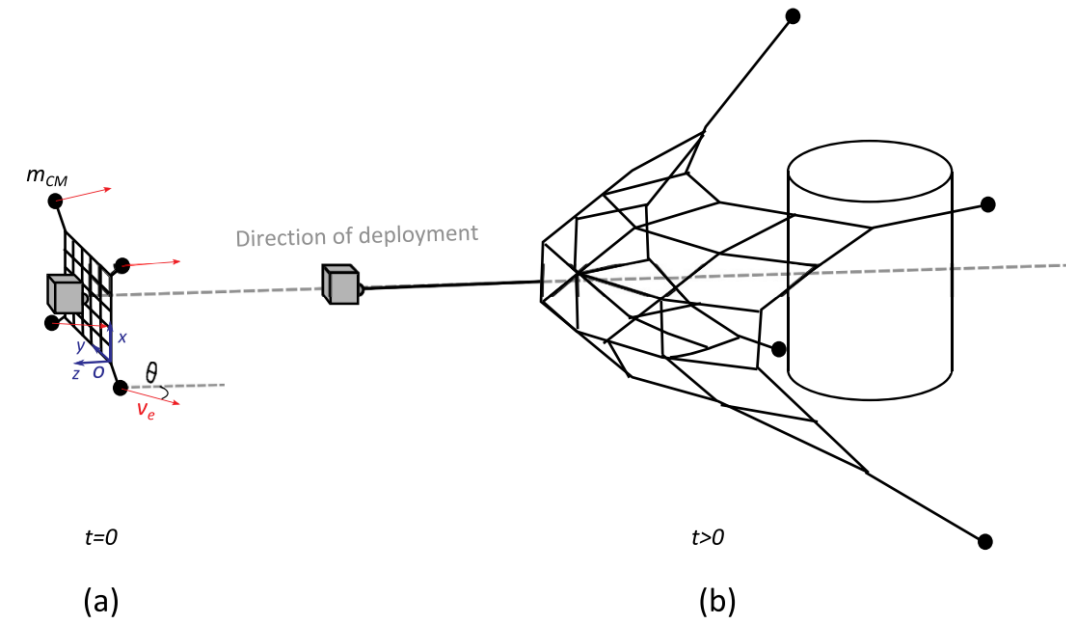 m_CM
Direction of deployment
x
y
z
O
θ
v_e
t=0
t>0
(a)
(b)